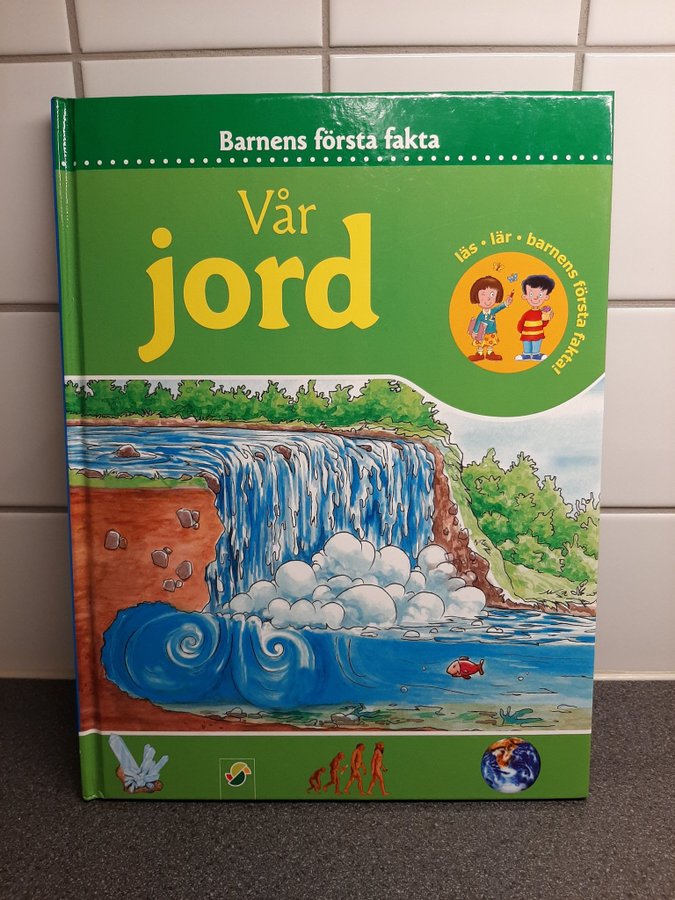 Barnens första fakta
Vår
jord
läs • lär • barnens första fakta!